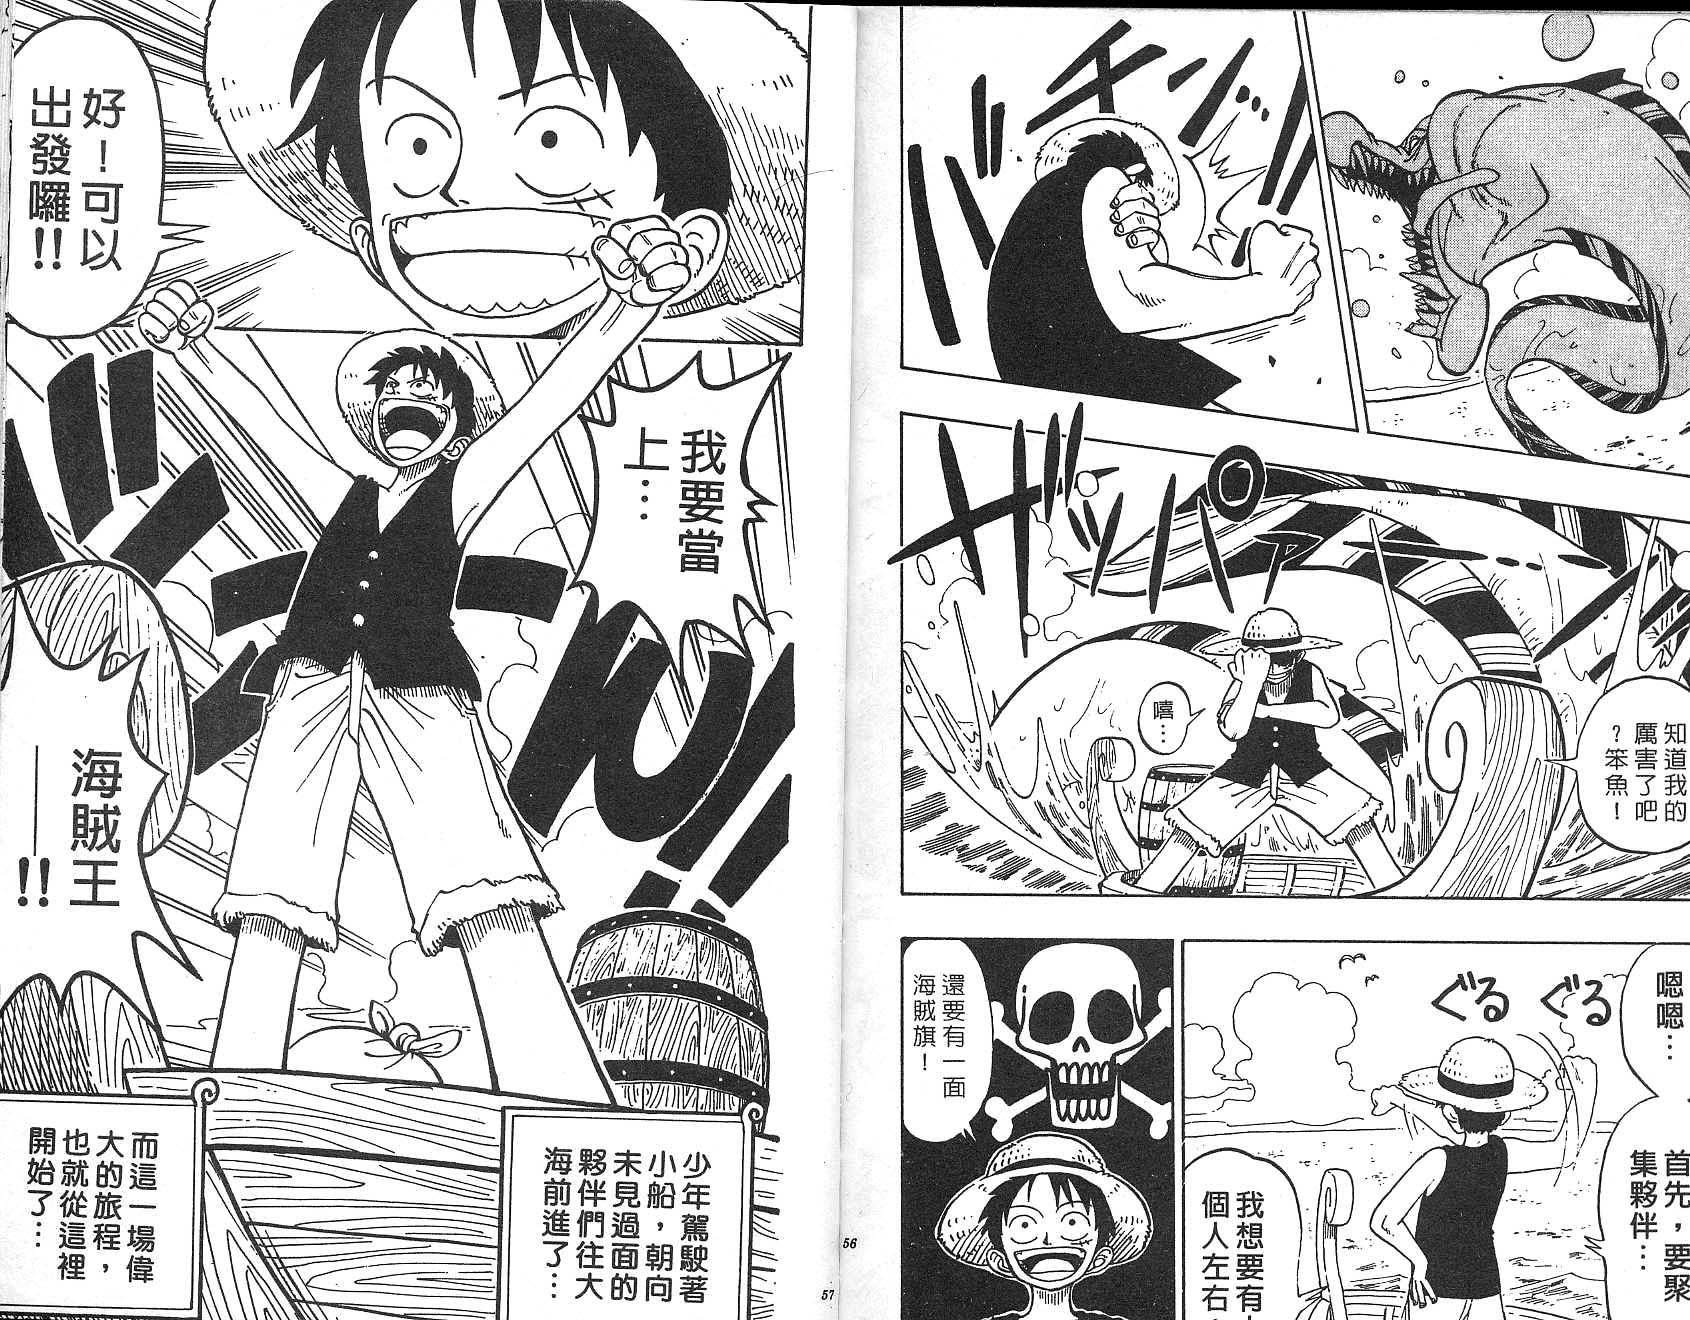 ド
チィン
バ
ザッパァン
知道我的
厲害了吧
?笨魚!
嘻…
嗯嗯…
ぐる
ぐる
首先,要聚
集夥伴…
我想要有
個人左右
還要有一面
海賊旗!
56
好!可以
出發囉!!
我要當
上…
海賊王
——!!
少年駕駛著
小船,朝向
未見過面的
夥伴們往大
海前進了…
而這一場偉
大的旅程,
也就從這裡
開始了…
57